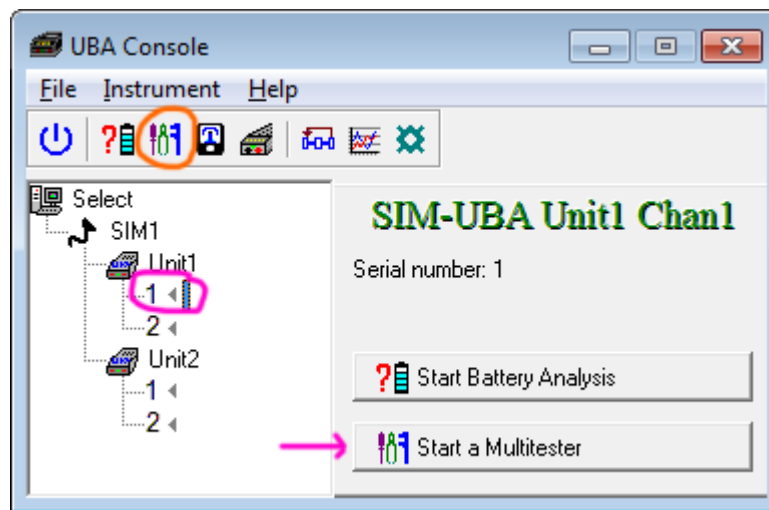 UBA Console
File Instrument Help
Select
SIM1
Unit1
1
2
Unit2
1
2
SIM-UBA Unit1 Chan1
Serial number: 1
Start Battery Analysis
Start a Multitester